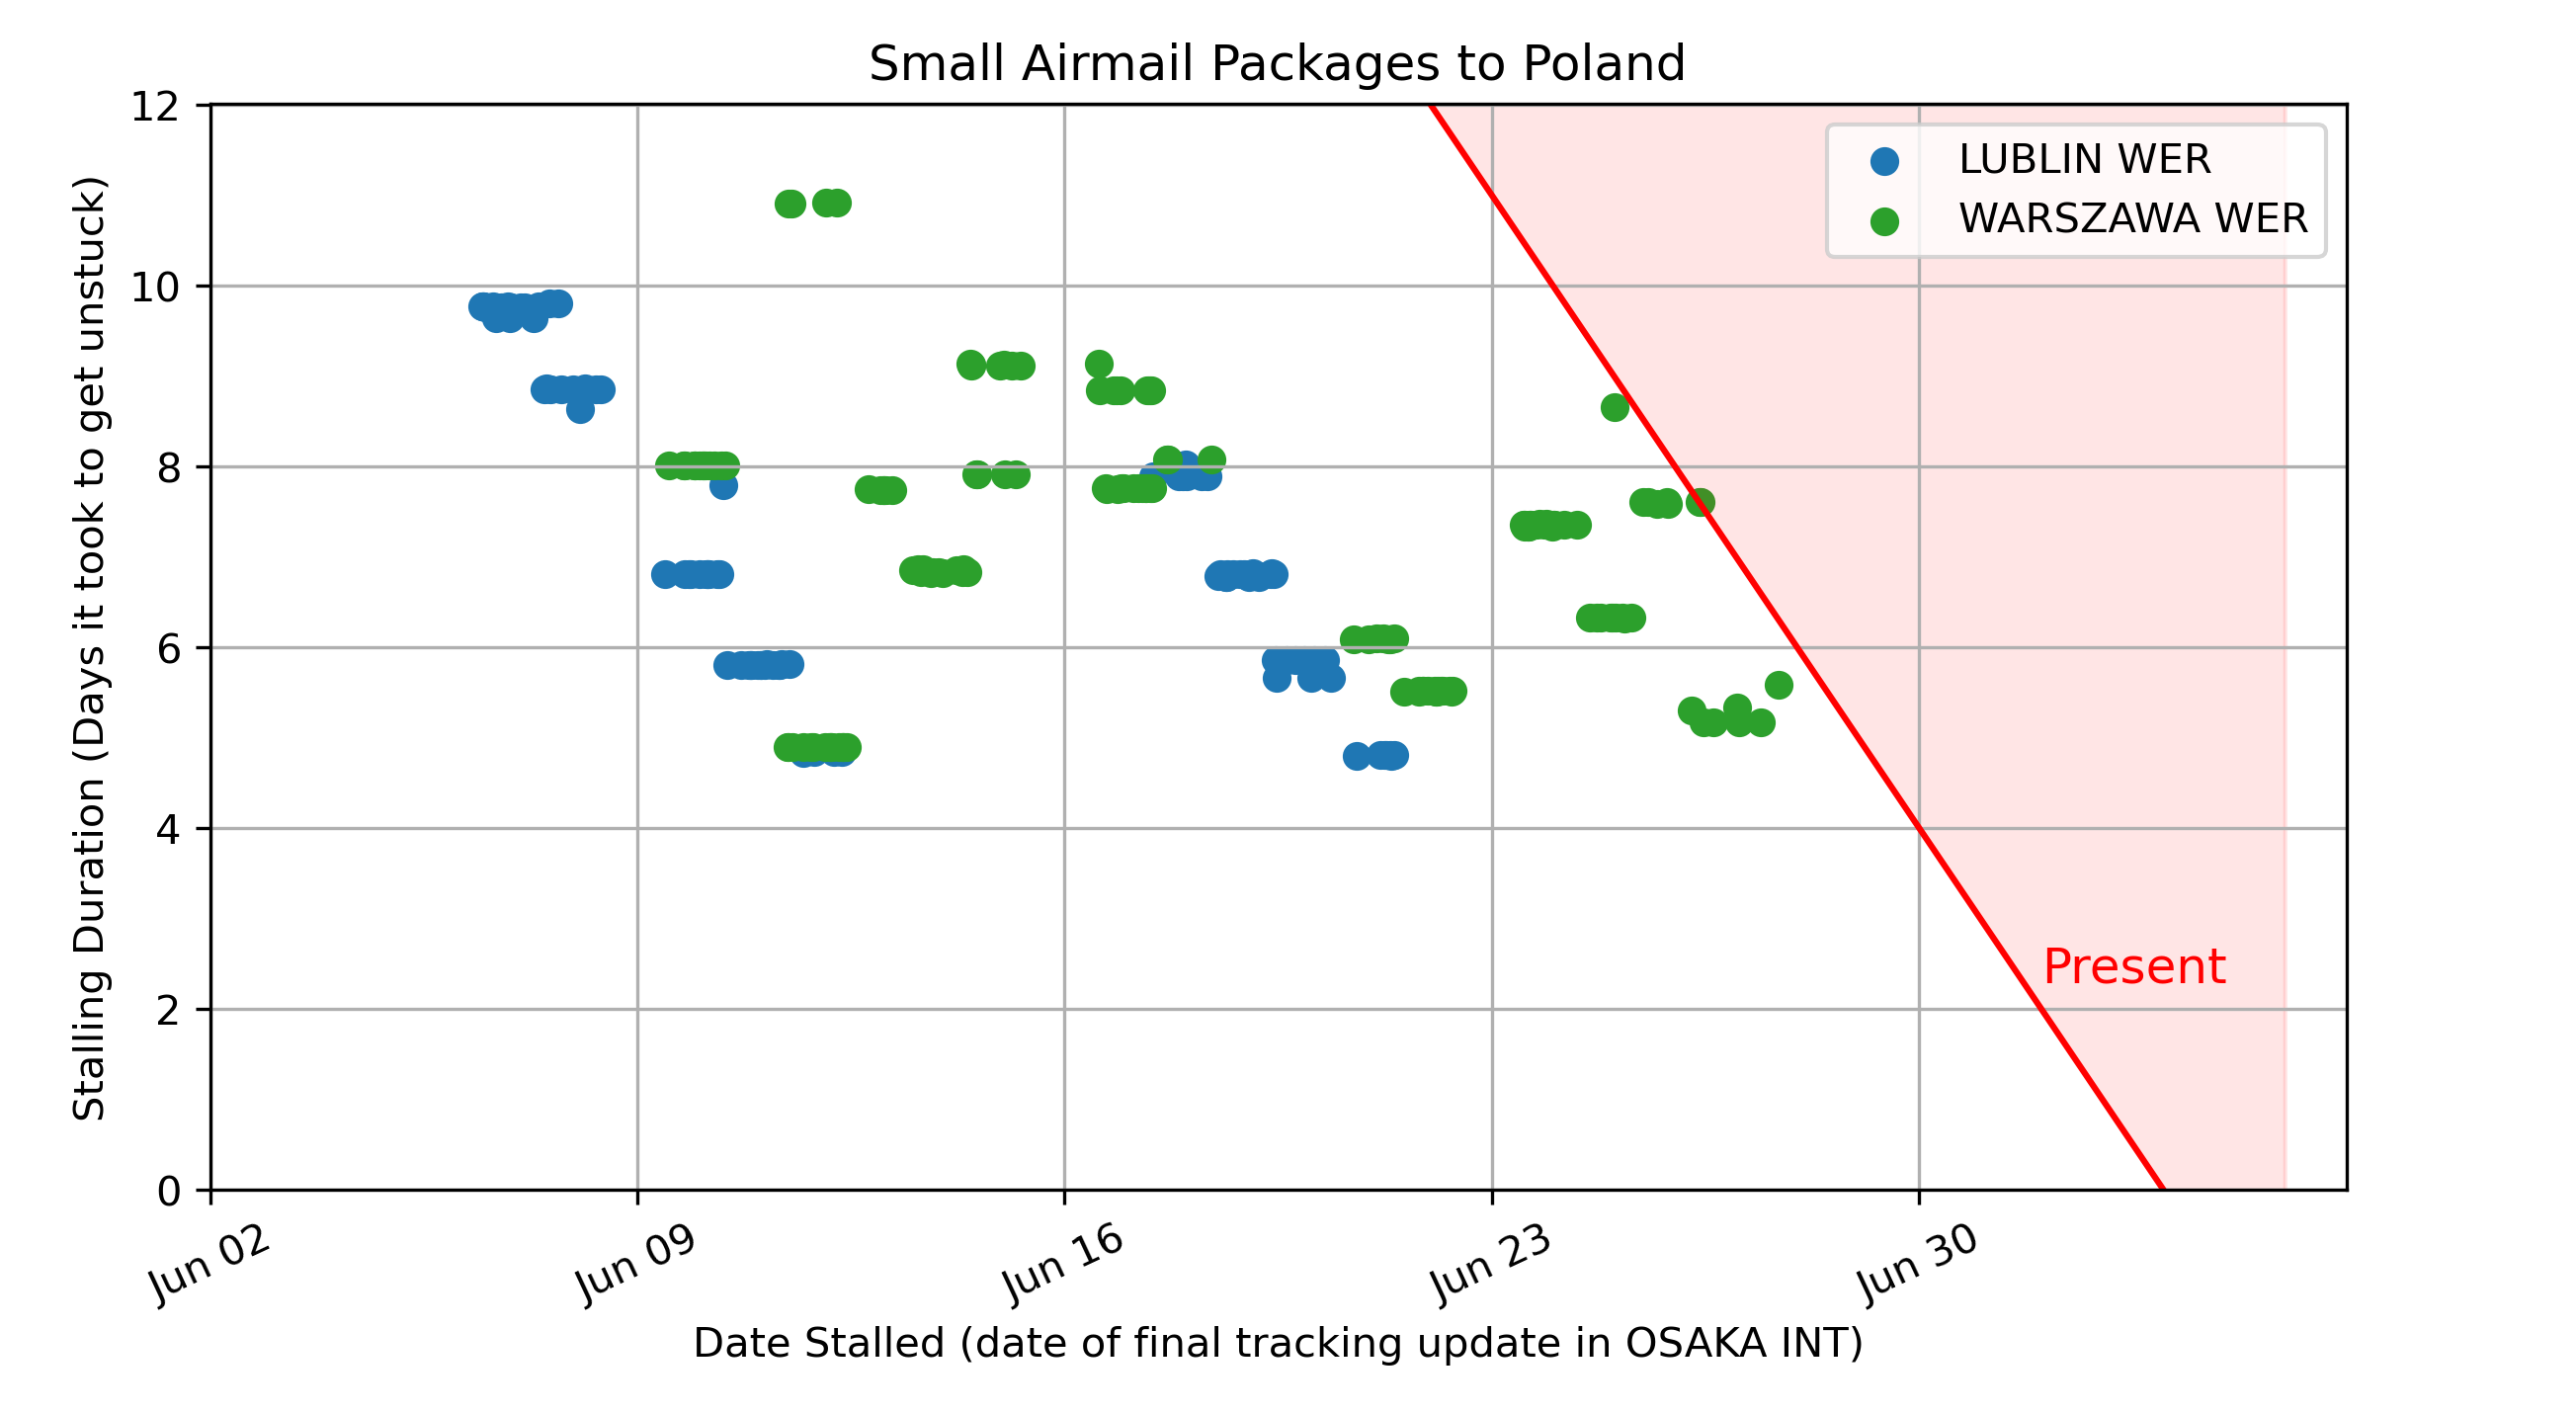 Small Airmail Packages to Poland
Stalling Duration (Days it took to get unstuck)
12
10
8
6
4
2
0
LUBLIN WER
WARSZAWA WER
Present
Jun 02
Jun 09
Jun 16
Jun 23
Jun 30
Date Stalled (date of final tracking update in OSAKA INT)